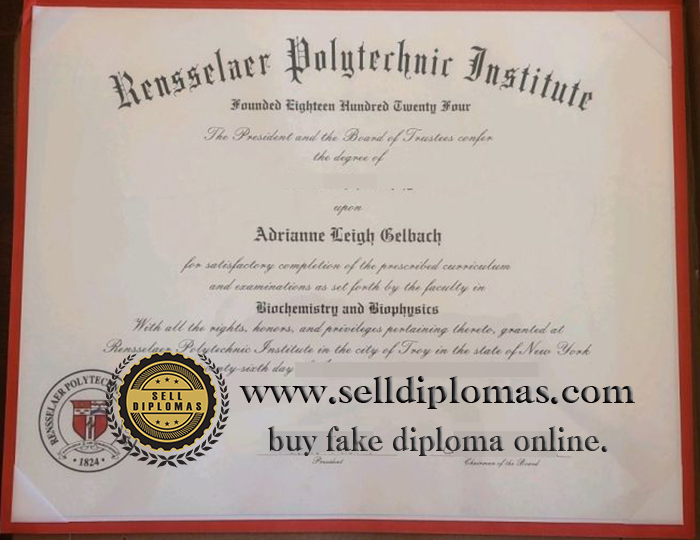 Rensselaer Polytechnic Institute
Founded Eighteen Hundred Twenty Four
The President and the Board of Trustees confer
the degree of
upon
Adrianne Leigh Gelbach
for satisfactory completion of the prescribed curriculum
and examinations as set forth by the faculty in
Biochemistry and Biophysics
With all the rights, honors, and privileges pertaining thereto, granted at
Rensselaer Polytechnic Institute in the city of Troy in the state of New York
day
RENSSELAER POLYTECH
1824
SELL
DIPLOMAS
www.selldiplomas.com
buy fake diploma online.
President
Chairman of the Board